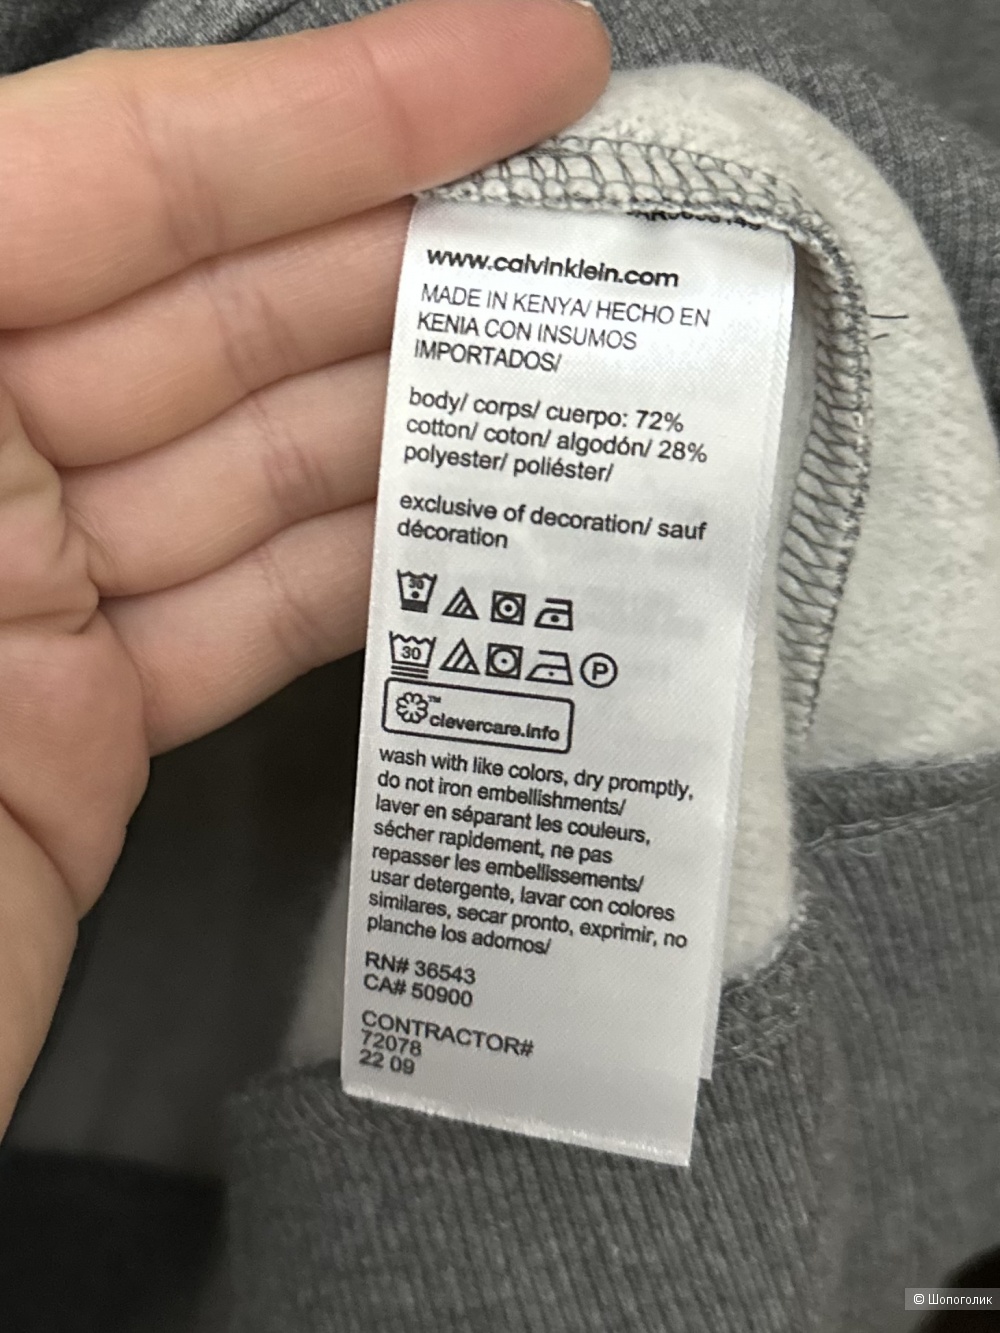 www.calvinklein.com
MADE IN KENYA/ HECHO EN
KENIA CON INSUMOS
IMPORTADOS/
body/ corps/ cuerpo: 72%
cotton/ coton/ algodón/ 28%
polyester/ poliéster/
exclusive of decoration/ sauf
décoration
30
30 P
™
clevercare.info
wash with like colors, dry promptly,
do not iron embellishments/
laver en séparant les couleurs,
sécher rapidement, ne pas
repasser les embellissements/
usar detergente, lavar con colores
similares, secar pronto, exprimir, no
planche los adornos/
RN# 36543
CA# 50900
CONTRACTOR#
72078
22 09
© Шопоголик